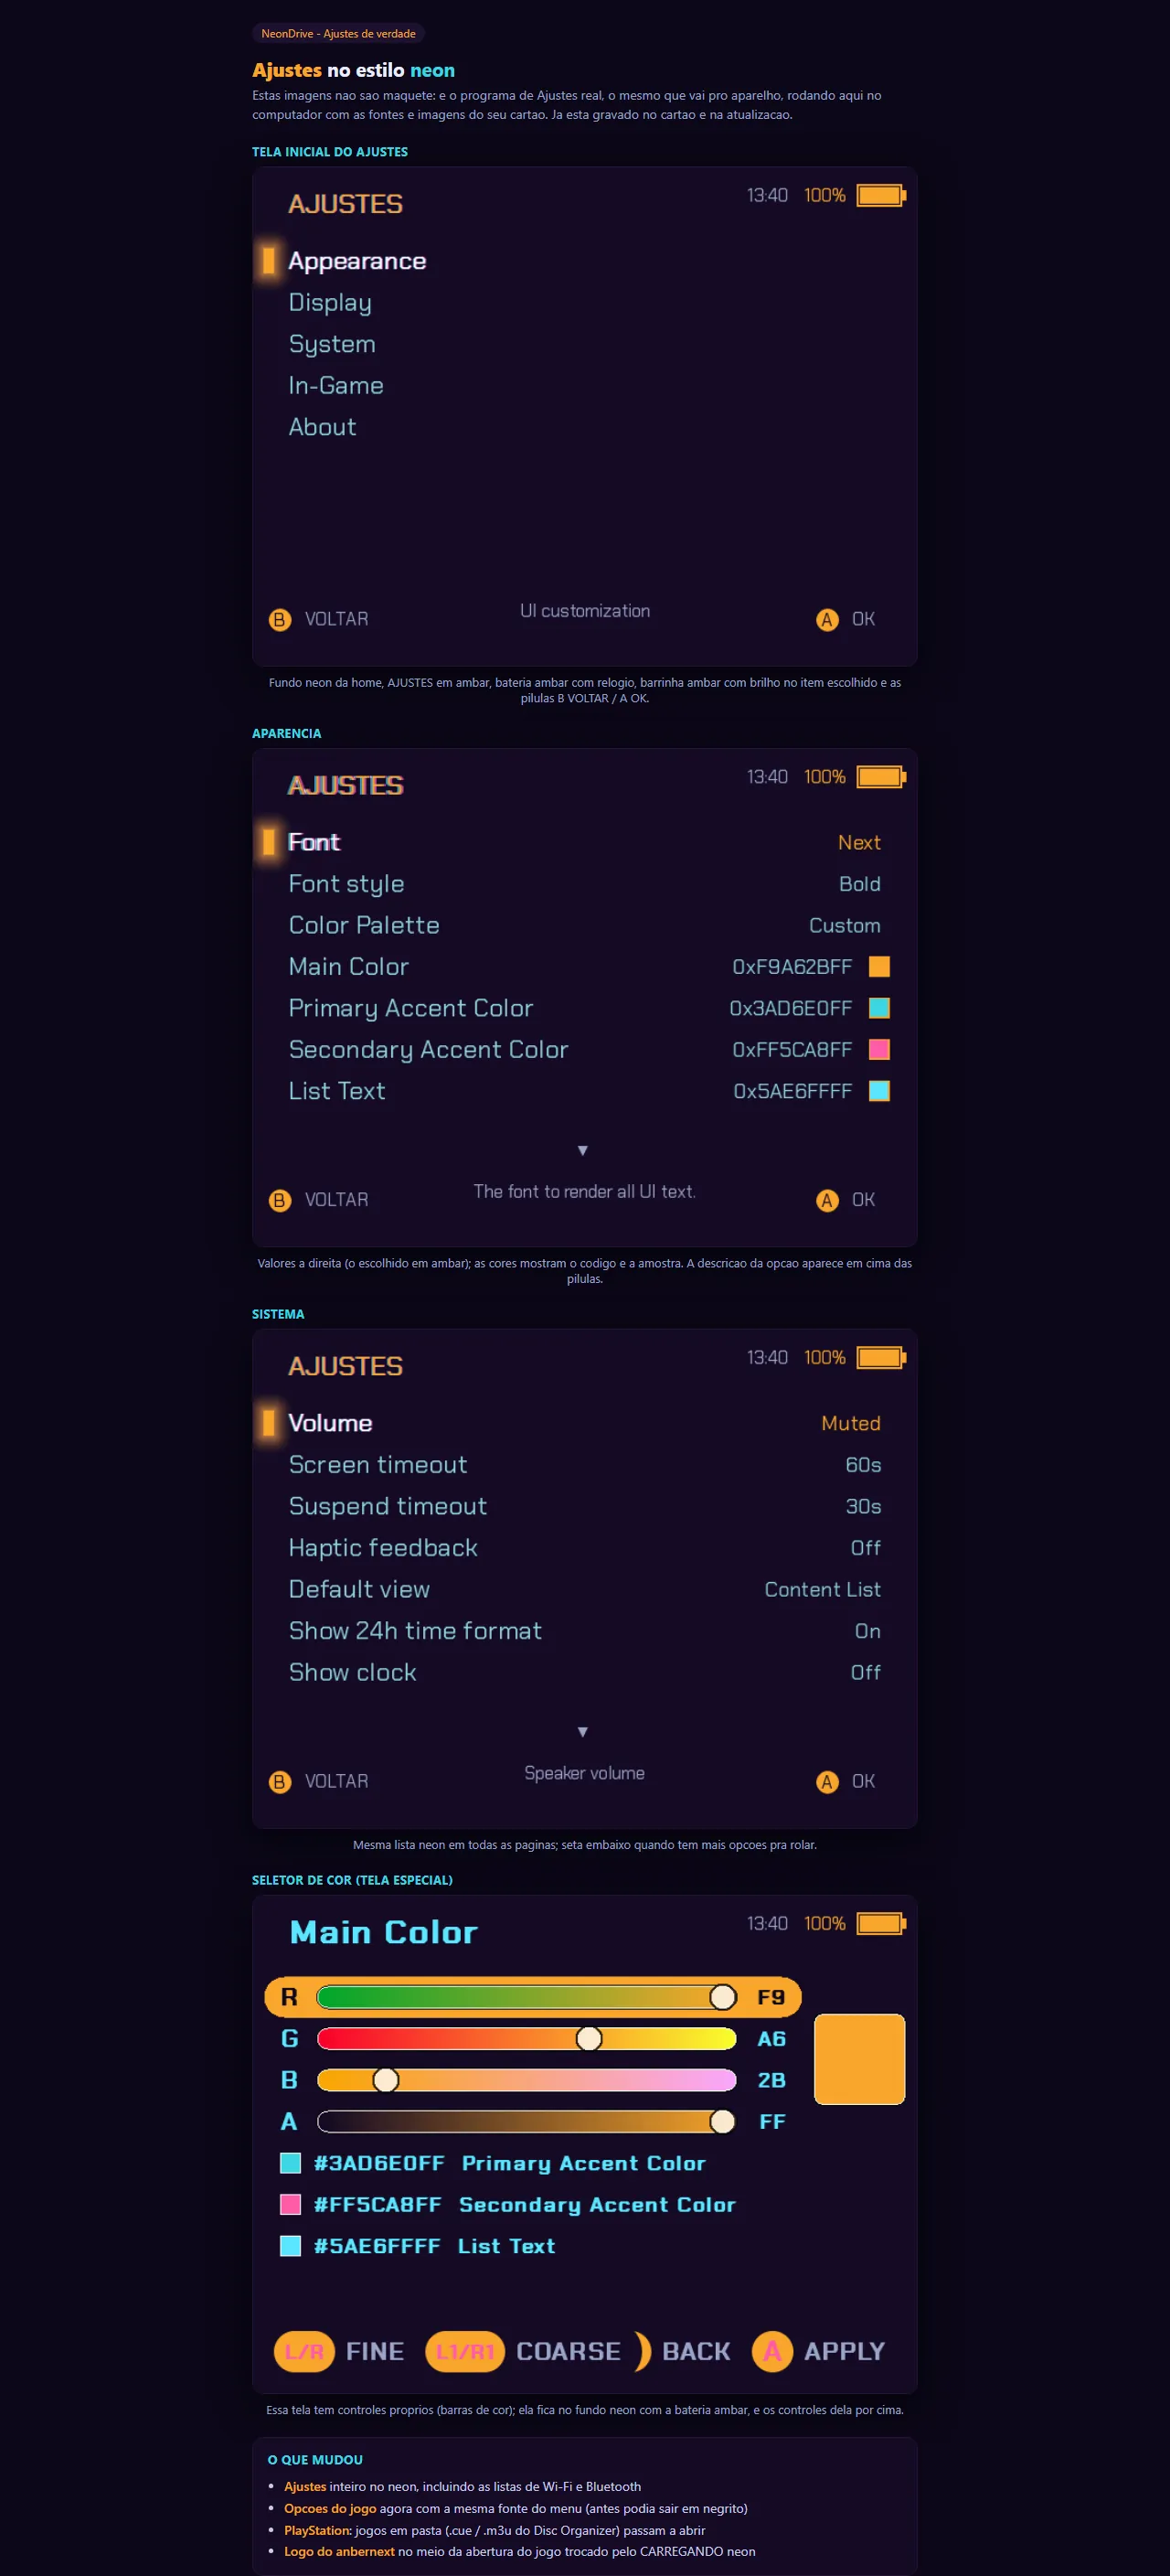 NeonDrive - Ajustes de verdade
Ajustes no estilo neon
Estas imagens nao sao maquete: e o programa de Ajustes real, o mesmo que vai pro aparelho, rodando aqui no
computador com as fontes e imagens do seu cartao. Ja esta gravado no cartao e na atualizacao.
TELA INICIAL DO AJUSTES
AJUSTES
13:40 100%
Appearance
Display
System
In-Game
About
B VOLTAR
UI customization
A OK
Fundo neon da home, AJUSTES em ambar, bateria ambar com relogio, barrinha ambar com brilho no item escolhido e as
pilulas B VOLTAR / A OK.
APARENCIA
AJUSTES
13:40 100%
Font Next
Font style Bold
Color Palette Custom
Main Color 0xF9A62BFF
Primary Accent Color 0x3AD6E0FF
Secondary Accent Color 0xFF5CA8FF
List Text 0x5AE6FFFF
B VOLTAR
The font to render all UI text.
A OK
Valores a direita (o escolhido em ambar); as cores mostram o codigo e a amostra. A descricao da opcao aparece em cima das
pilulas.
SISTEMA
AJUSTES
13:40 100%
Volume Muted
Screen timeout 60s
Suspend timeout 30s
Haptic feedback Off
Default view Content List
Show 24h time format On
Show clock Off
B VOLTAR
Speaker volume
A OK
Mesma lista neon em todas as paginas; seta embaixo quando tem mais opcoes pra rolar.
SELETOR DE COR (TELA ESPECIAL)
Main Color
13:40 100%
R F9
G A6
B 2B
A FF
#3AD6E0FF Primary Accent Color
#FF5CA8FF Secondary Accent Color
#5AE6FFFF List Text
L/R FINE L1/R1 COARSE BACK A APPLY
Essa tela tem controles proprios (barras de cor); ela fica no fundo neon com a bateria ambar, e os controles dela por cima.
O QUE MUDOU
• Ajustes inteiro no neon, incluindo as listas de Wi-Fi e Bluetooth
• Opcoes do jogo agora com a mesma fonte do menu (antes podia sair em negrito)
• PlayStation: jogos em pasta (.cue / .m3u do Disc Organizer) passam a abrir
• Logo do anbernext no meio da abertura do jogo trocado pelo CARREGANDO neon